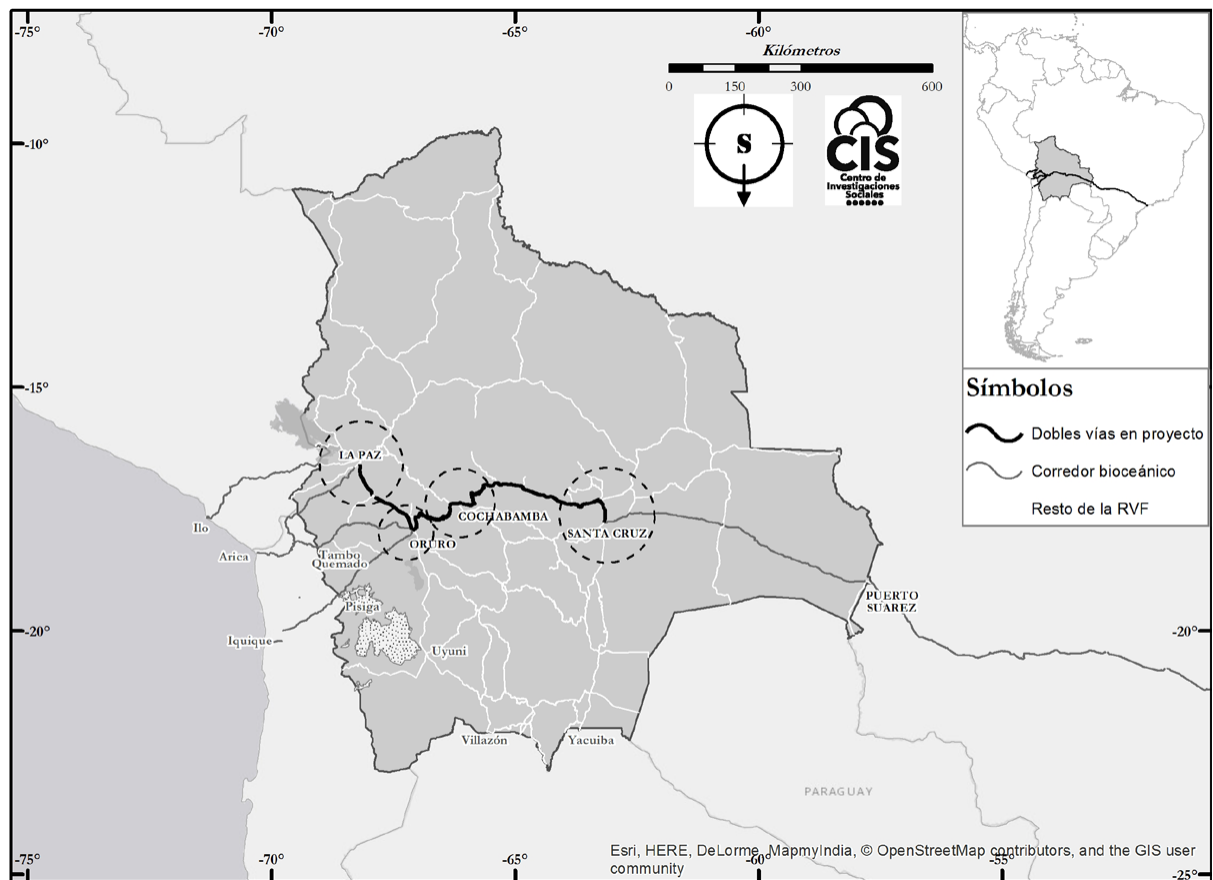 -75°
-70°
-65°
-60°
Kilómetros
0 150 300 600
S
CIS
Centro de
Investigaciones
Sociales
-10°
-15°
Símbolos
Dobles vías en proyecto
Corredor bioceánico
Resto de la RVF
LA PAZ
COCHABAMBA
SANTA CRUZ
ORURO
Ilo
Arica
Tambo
Quemado
Pisiga
PUERTO
SUAREZ
Iquique
-20°
-20°
Uyuni
Villazón
Yacuiba
PARAGUAY
Esri, HERE, DeLorme, MapmyIndia, © OpenStreetMap contributors, and the GIS user
community
-75°
-70°
-65°
-60°
-55°
-25°